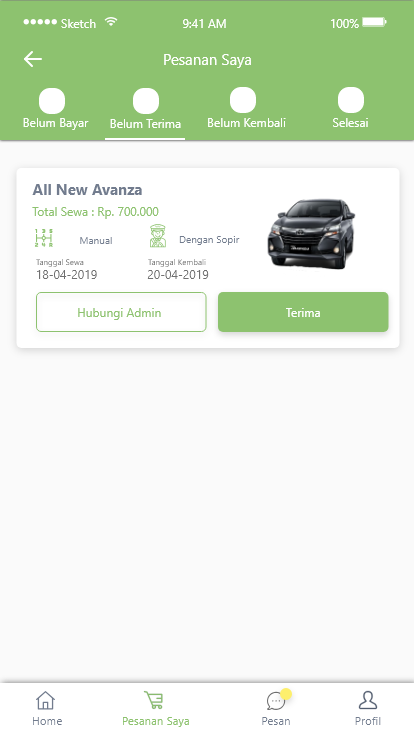 Sketch 9:41 AM 100%
Pesanan Saya
Belum Bayar Belum Terima Belum Kembali Selesai
All New Avanza
Total Sewa : Rp. 700.000
Manual Dengan Sopir
Tanggal Sewa Tanggal Kembali
18-04-2019 20-04-2019
Hubungi Admin Terima
Home Pesanan Saya Pesan Profil